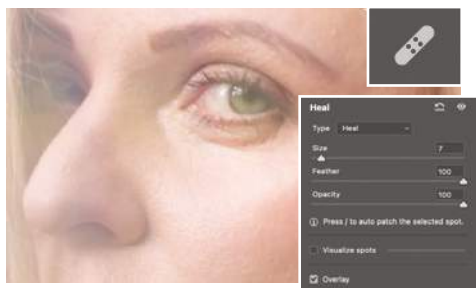 Heal
Type Heal
Size 7
Feather 100
Opacity 100
Press / to auto patch the selected spot.
Visualize spots
Overlay